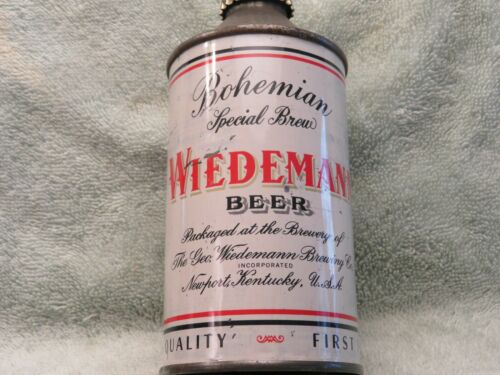 Bohemian
Special Brew
WIEDEMAN
BEER
Packaged at the Brewery of
The Geo. Wiedemann Brewing Co.
INCORPORATED
Newport, Kentucky, U.S.A.
QUALITY FIRST